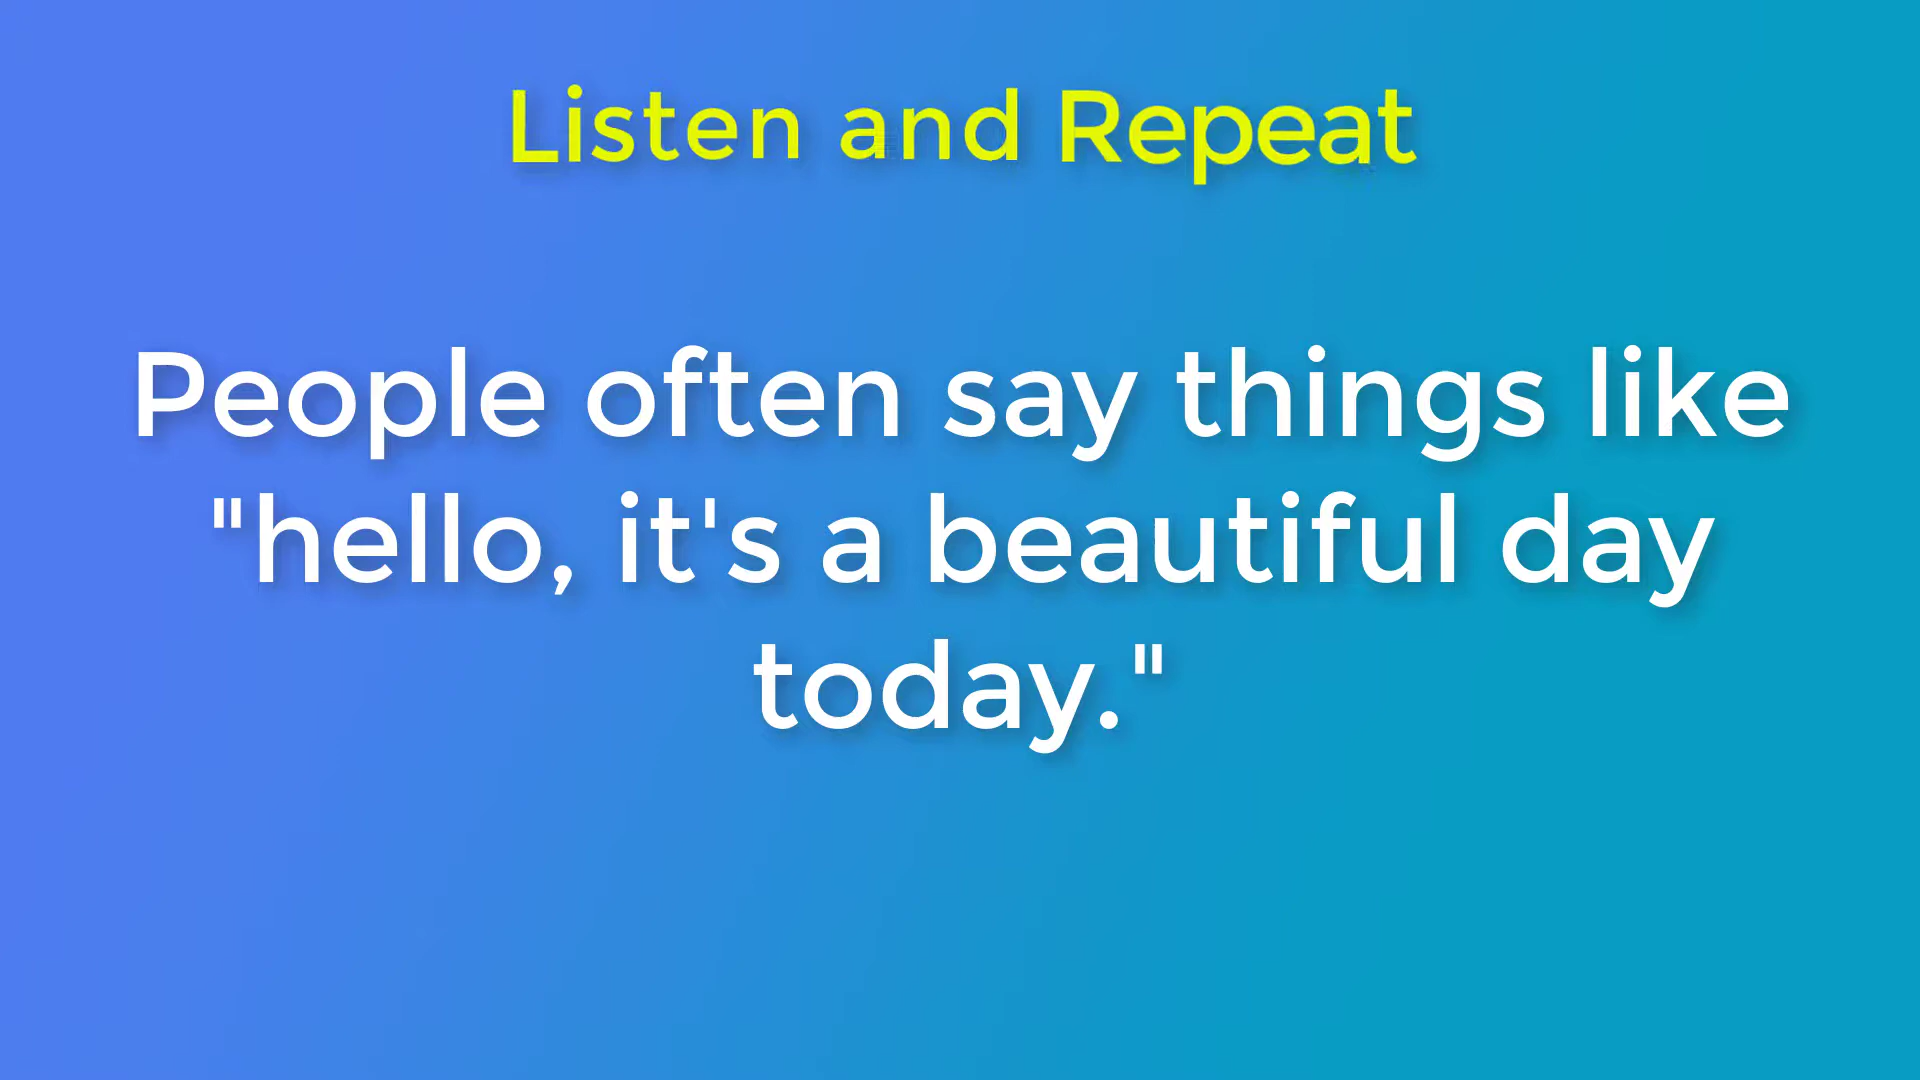 Listen and Repeat
People often say things like
"hello, it's a beautiful day
today."